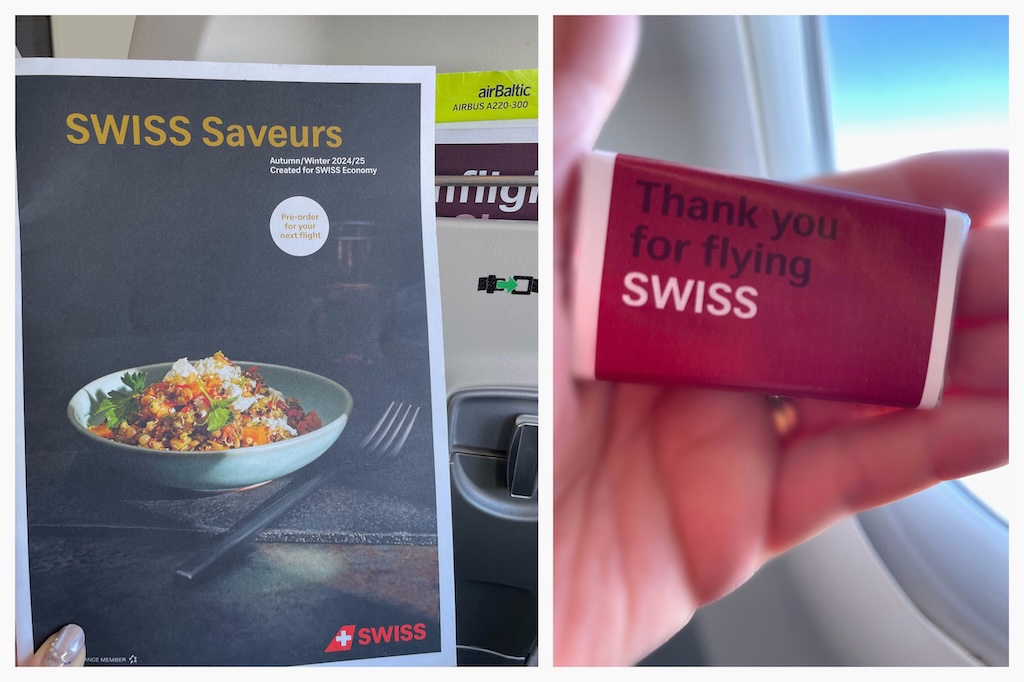 SWISS Saveurs
Autumn/Winter 2024/25
Created for SWISS Economy
Pre-order
for your
next flight
SWISS
MEMBER
airBaltic
AIRBUS A220-300
Thank you
for flying
SWISS